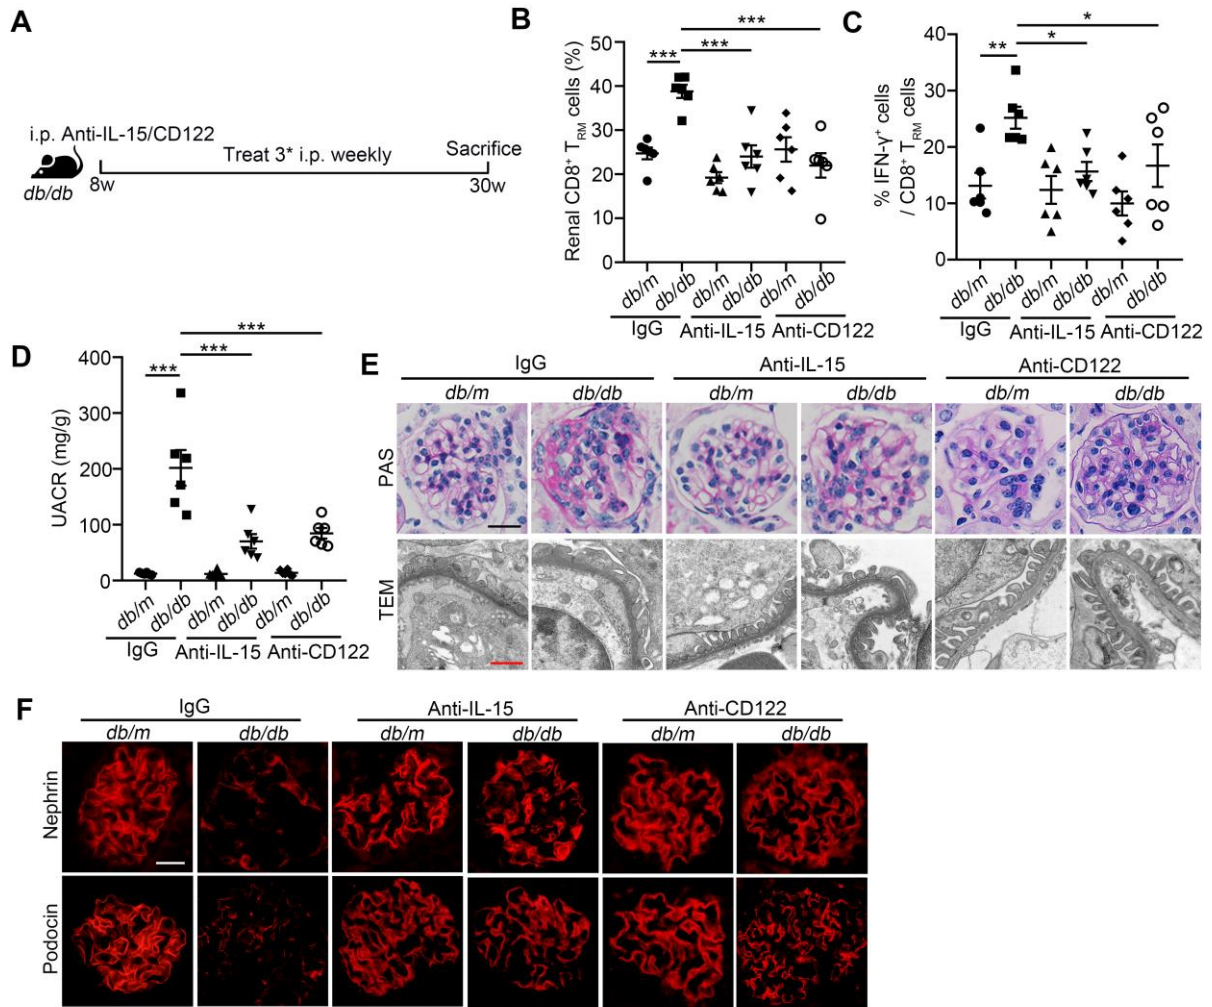 A
i.p. Anti-IL-15/CD122
Treat 3* i.p. weekly
Sacrifice
db/db
8w
30w
B
Renal CD8⁺ T_RM cells (%)
50
40
30
20
10
0
***
***
***
db/m
db/db
db/m
db/db
db/m
db/db
IgG
Anti-IL-15
Anti-CD122
C
% IFN-γ⁺ cells
/ CD8⁺ T_RM cells
40
30
20
10
0
**
*
*
db/m
db/db
db/m
db/db
db/m
db/db
IgG
Anti-IL-15
Anti-CD122
D
UACR (mg/g)
400
300
200
100
0
***
***
***
db/m
db/db
db/m
db/db
db/m
db/db
IgG
Anti-IL-15
Anti-CD122
E
IgG
Anti-IL-15
Anti-CD122
db/m
db/db
db/m
db/db
db/m
db/db
PAS
TEM
F
IgG
Anti-IL-15
Anti-CD122
db/m
db/db
db/m
db/db
db/m
db/db
Nephrin
Podocin